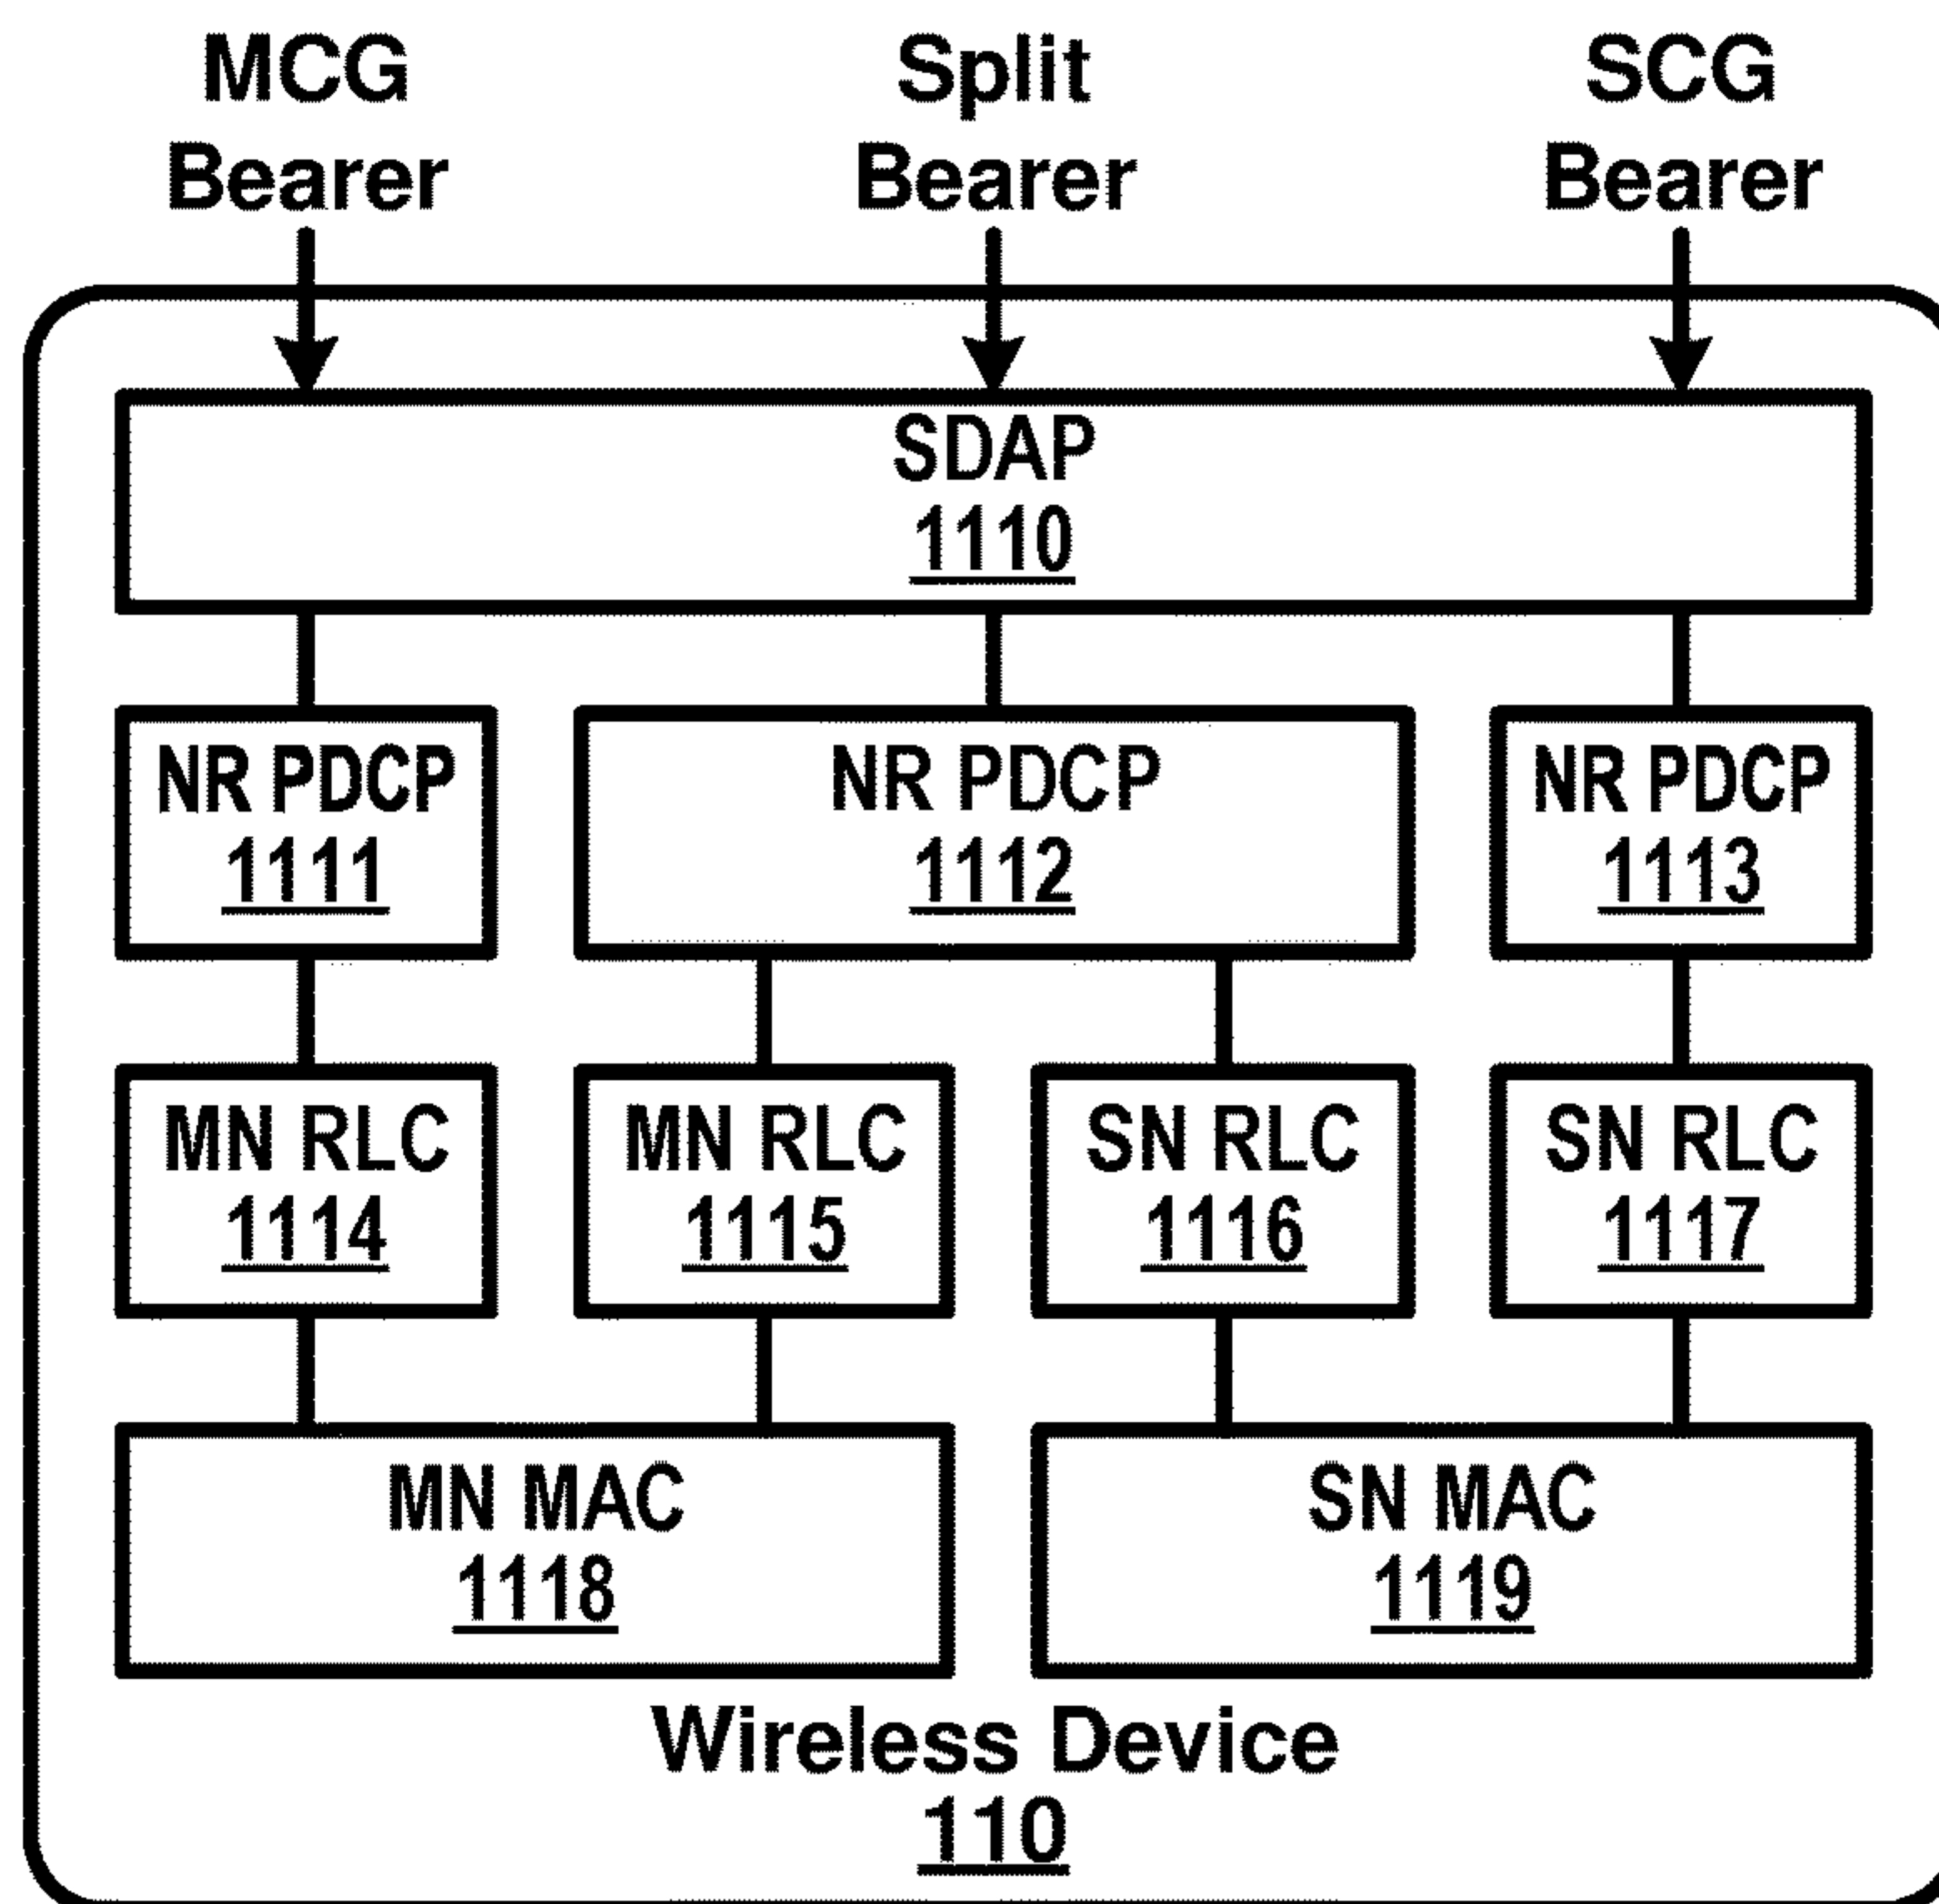 MCG
Bearer
Split
Bearer
SCG
Bearer
SDAP
1110
NR PDCP
1111
NR PDCP
1112
NR PDCP
1113
MN RLC
1114
MN RLC
1115
SN RLC
1116
SN RLC
1117
MN MAC
1118
SN MAC
1119
Wireless Device
110